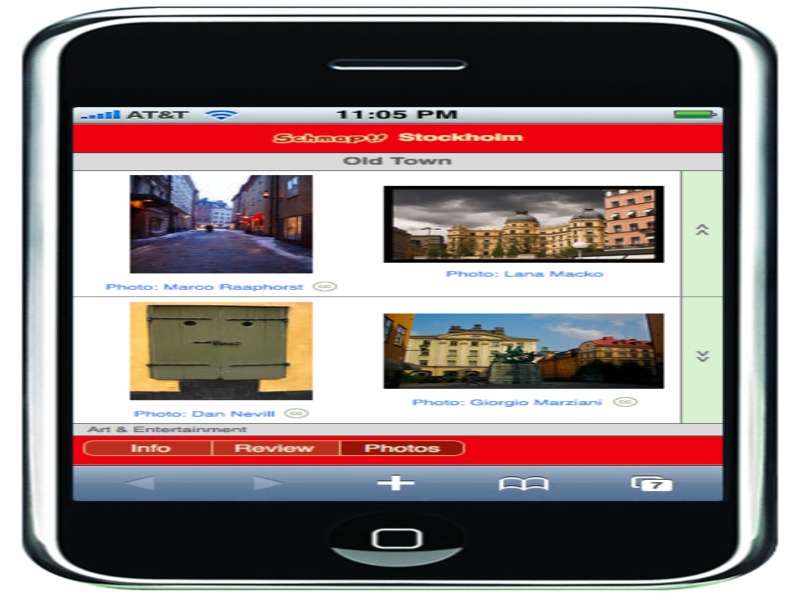 AT&T 11:05 PM
Schmap!! Stockholm
Old Town
Photo: Marco Raaphorst cc
Photo: Lana Macko
Photo: Dan Nevill cc
Photo: Giorgio Marziani cc
Art & Entertainment
Info Review Photos
7